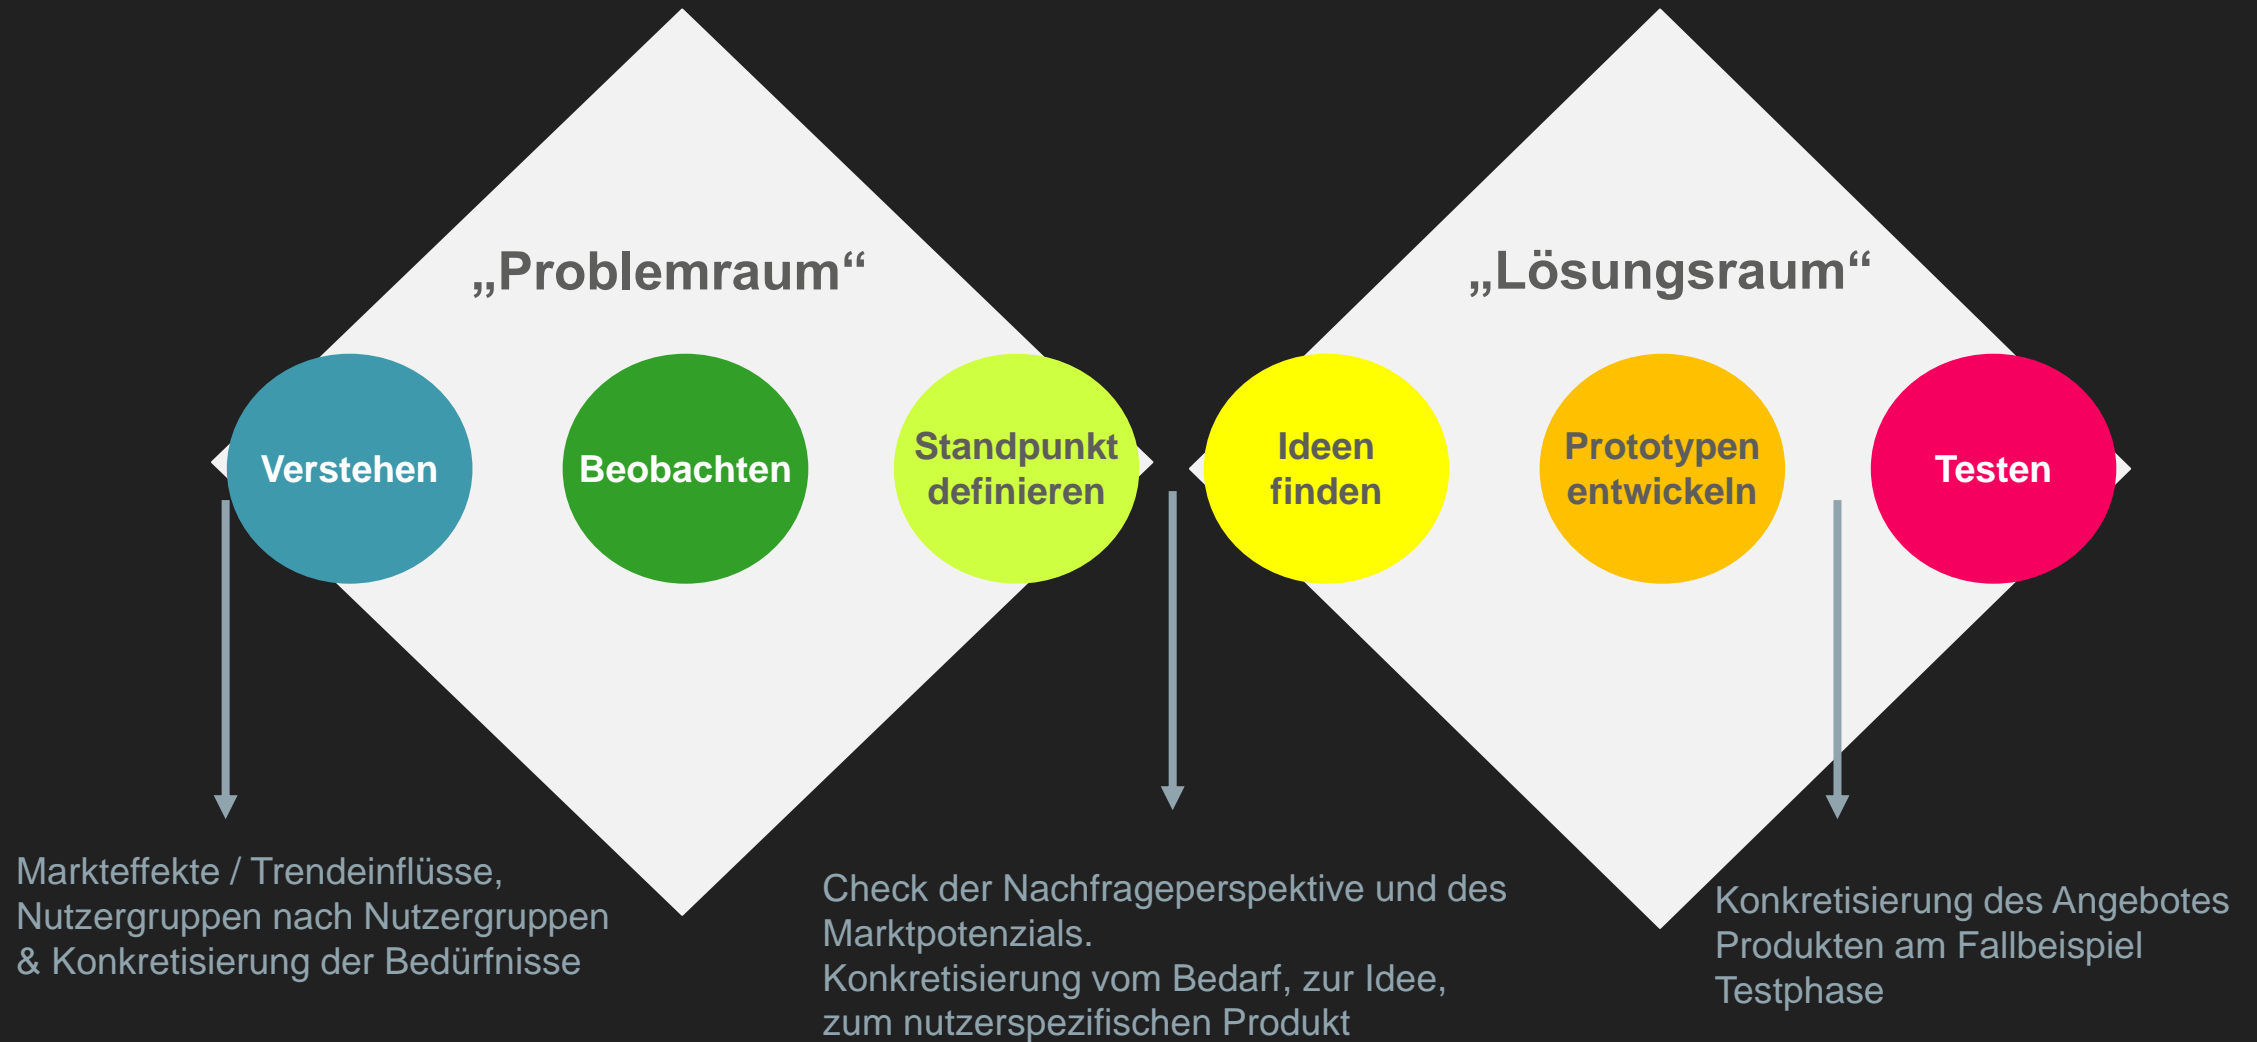 „Problemraum“
„Lösungsraum“
Verstehen
Beobachten
Standpunkt
definieren
Ideen
finden
Prototypen
entwickeln
Testen
Markteffekte / Trendeinflüsse,
Nutzergruppen nach Nutzergruppen
& Konkretisierung der Bedürfnisse
Check der Nachfrageperspektive und des
Marktpotenzials.
Konkretisierung vom Bedarf, zur Idee,
zum nutzerspezifischen Produkt
Konkretisierung des Angebotes
Produkten am Fallbeispiel
Testphase